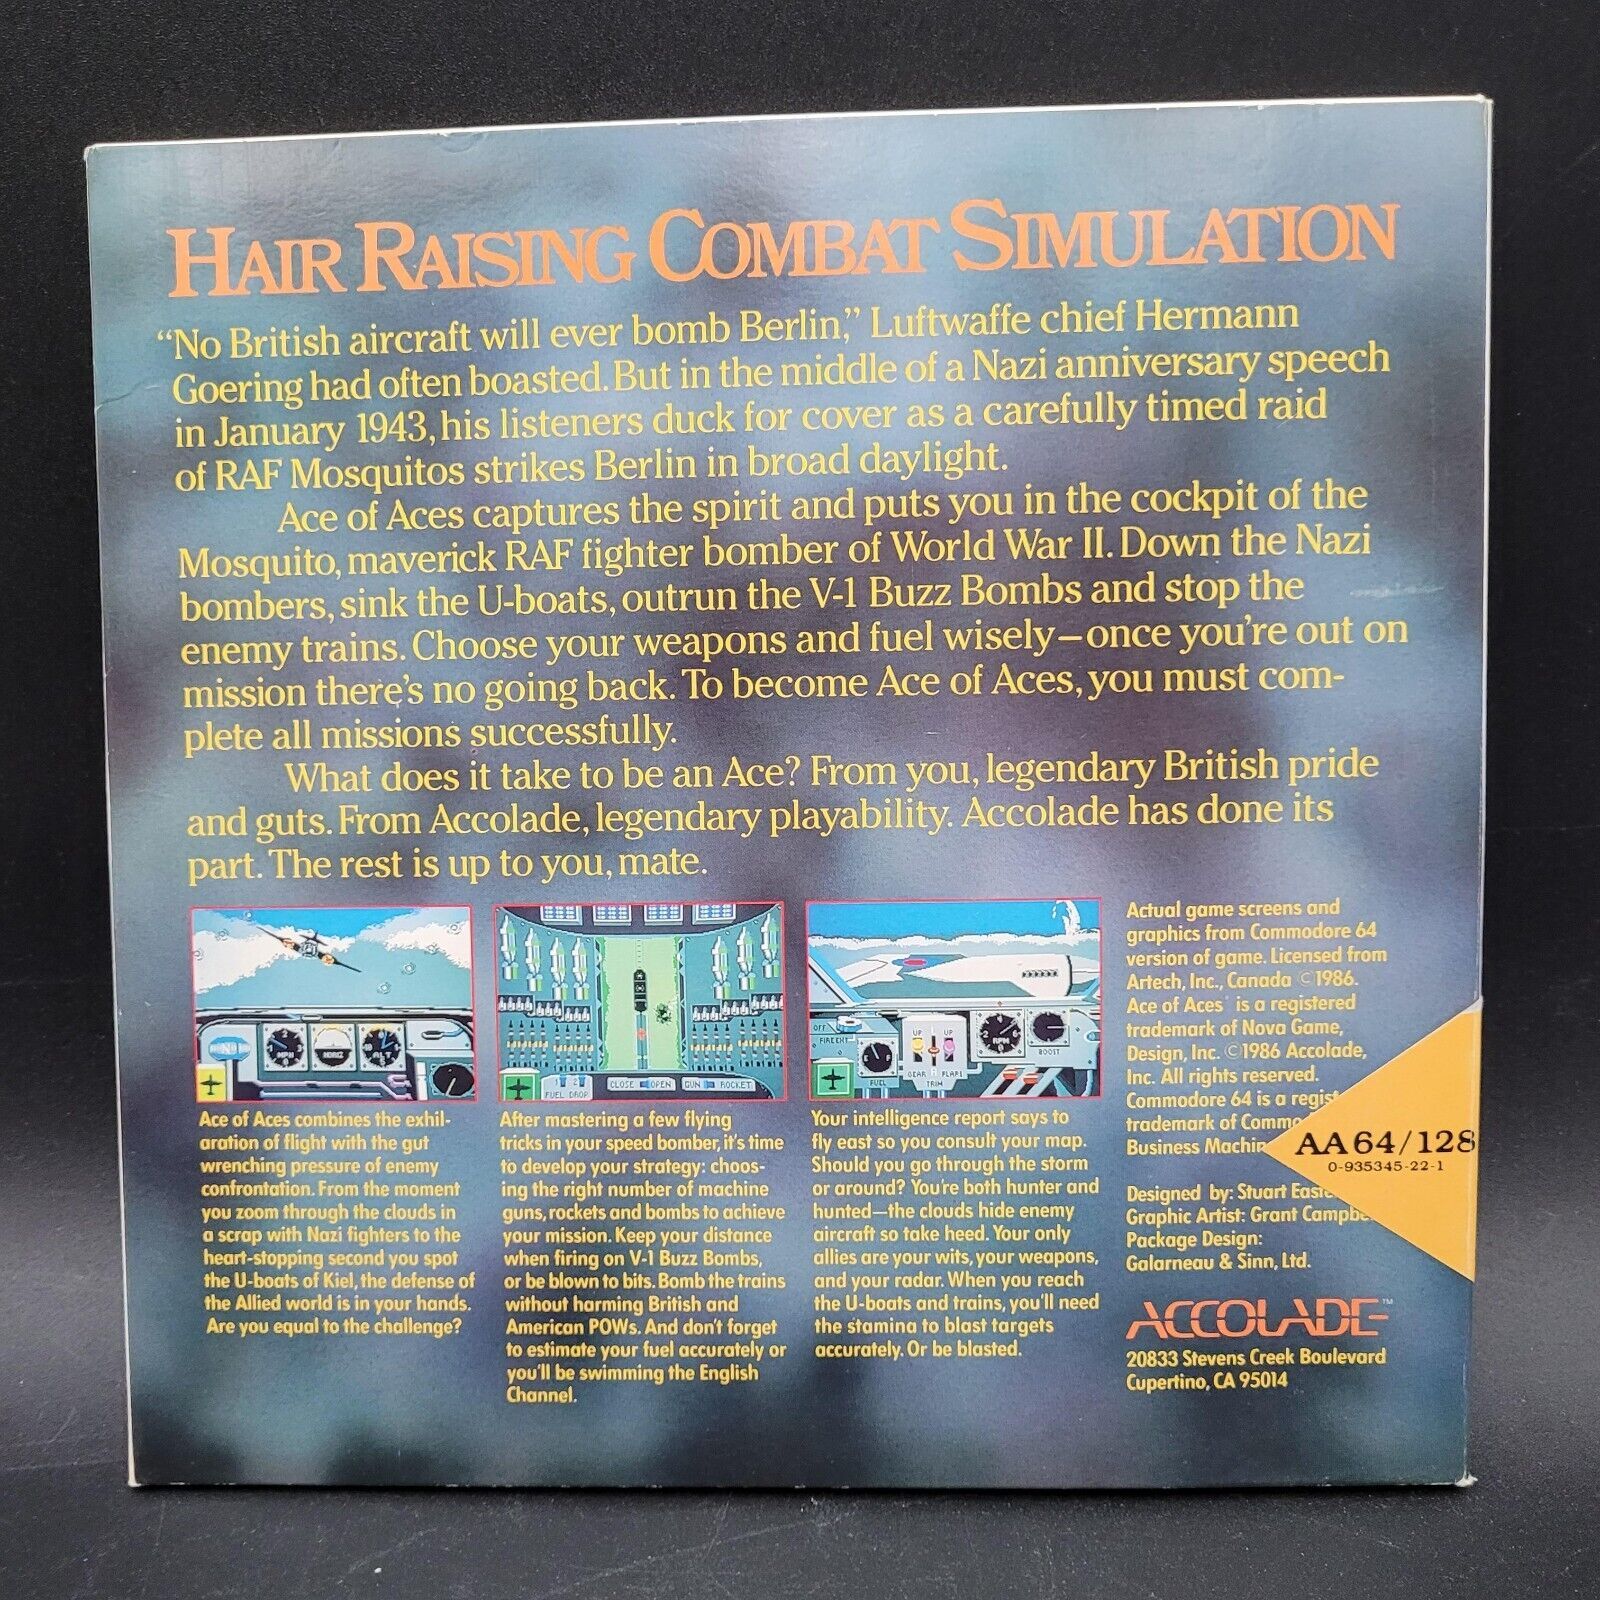 HAIR RAISING COMBAT SIMULATION
“No British aircraft will ever bomb Berlin,” Luftwaffe chief Hermann
Goering had often boasted. But in the middle of a Nazi anniversary speech
in January 1943, his listeners duck for cover as a carefully timed raid
of RAF Mosquitos strikes Berlin in broad daylight.
Ace of Aces captures the spirit and puts you in the cockpit of the
Mosquito, maverick RAF fighter bomber of World War II. Down the Nazi
bombers, sink the U-boats, outrun the V-1 Buzz Bombs and stop the
enemy trains. Choose your weapons and fuel wisely—once you're out on
mission there's no going back. To become Ace of Aces, you must com-
plete all missions successfully.
What does it take to be an Ace? From you, legendary British pride
and guts. From Accolade, legendary playability. Accolade has done its
part. The rest is up to you, mate.
MPH
HORIZ
ALT
Ace of Aces combines the exhil-
aration of flight with the gut
wrenching pressure of enemy
confrontation. From the moment
you zoom through the clouds in
a scrap with Nazi fighters to the
heart-stopping second you spot
the U-boats of Kiel, the defense of
the Allied world is in your hands.
Are you equal to the challenge?
1 2
FUEL DROP
CLOSE OPEN
GUN ROCKET
After mastering a few flying
tricks in your speed bomber, it's time
to develop your strategy: choos-
ing the right number of machine
guns, rockets and bombs to achieve
your mission. Keep your distance
when firing on V-1 Buzz Bombs,
or be blown to bits. Bomb the trains
without harming British and
American POWs. And don't forget
to estimate your fuel accurately or
you'll be swimming the English
Channel.
OFF
FIRE EXT
FUEL
UP UP
GEAR FLAPS
TRIM
RPM
BOOST
Your intelligence report says to
fly east so you consult your map.
Should you go through the storm
or around? You're both hunter and
hunted—the clouds hide enemy
aircraft so take heed. Your only
allies are your wits, your weapons,
and your radar. When you reach
the U-boats and trains, you'll need
the stamina to blast targets
accurately. Or be blasted.
Actual game screens and
graphics from Commodore 64
version of game. Licensed from
Artech, Inc., Canada ©1986.
Ace of Aces is a registered
trademark of Nova Game,
Design, Inc. ©1986 Accolade,
Inc. All rights reserved.
Commodore 64 is a regist
trademark of Commo
Business Machin
AA 64/128
0-935345-22-1
Designed by: Stuart Easte
Graphic Artist: Grant Campbe
Package Design:
Galarneau & Sinn, Ltd.
ACCOLADE™
20833 Stevens Creek Boulevard
Cupertino, CA 95014